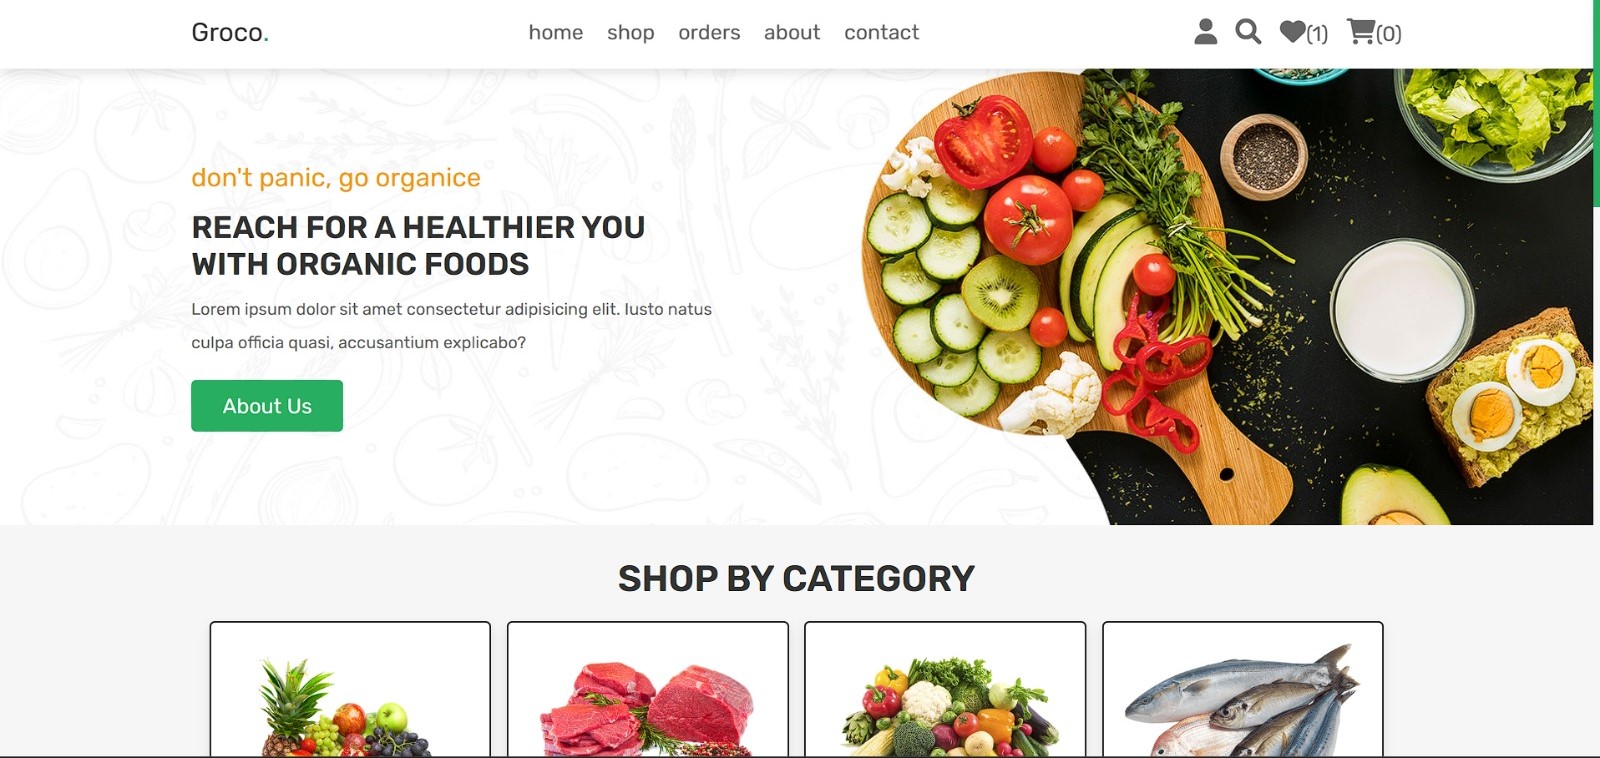 Groco.
home shop orders about contact
(1) (0)
don't panic, go organice
REACH FOR A HEALTHIER YOU
WITH ORGANIC FOODS
Lorem ipsum dolor sit amet consectetur adipisicing elit. Iusto natus
culpa officia quasi, accusantium explicabo?
About Us
SHOP BY CATEGORY